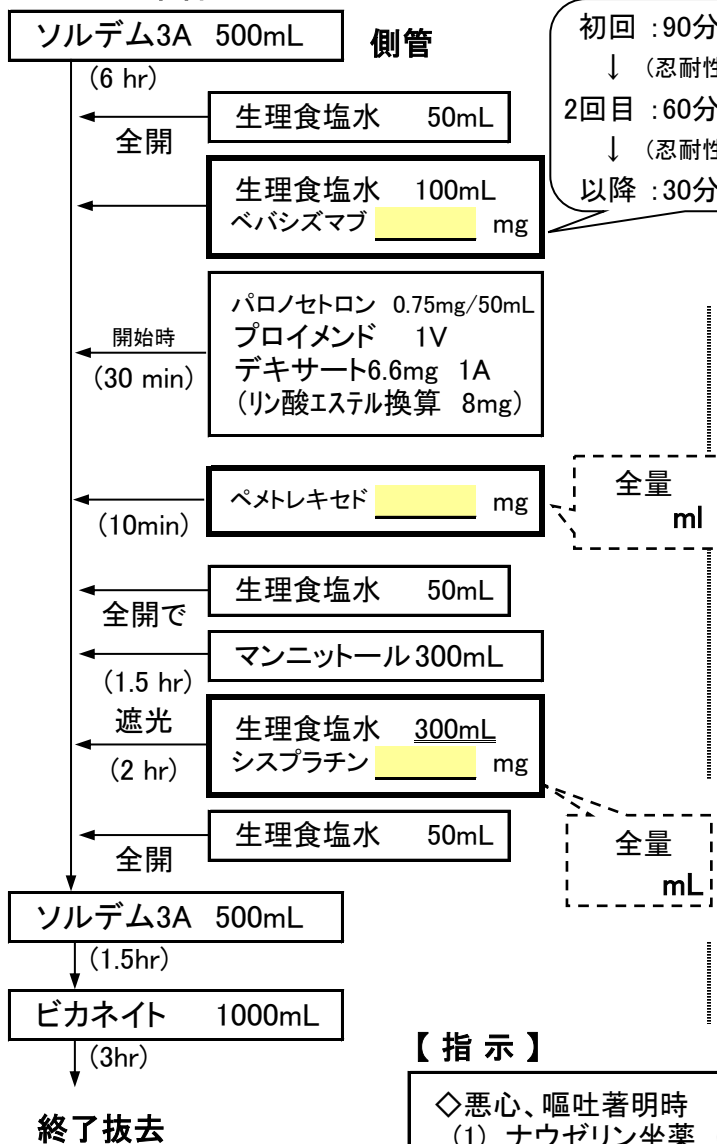 ソルデム3A 500mL
側管
(6 hr)
初回 :90分
↓ (忍耐性
2回目 :60分
↓ (忍耐性
以降 :30分
生理食塩水 50mL
全開
生理食塩水 100mL
ベバシズマブ mg
パロノセトロン 0.75mg/50mL
プロイメンド 1V
デキサート6.6mg 1A
(リン酸エステル換算 8mg)
開始時
(30 min)
ペメトレキセド mg
(10min)
全量
ml
生理食塩水 50mL
全開で
マンニットール 300mL
(1.5 hr)
遮光
生理食塩水 300mL
シスプラチン mg
(2 hr)
生理食塩水 50mL
全開
全量
mL
ソルデム3A 500mL
(1.5hr)
ビカネイト 1000mL
(3hr)
終了抜去
【 指 示 】
◇悪心、嘔吐著明時
(1) ナウゼリン坐薬